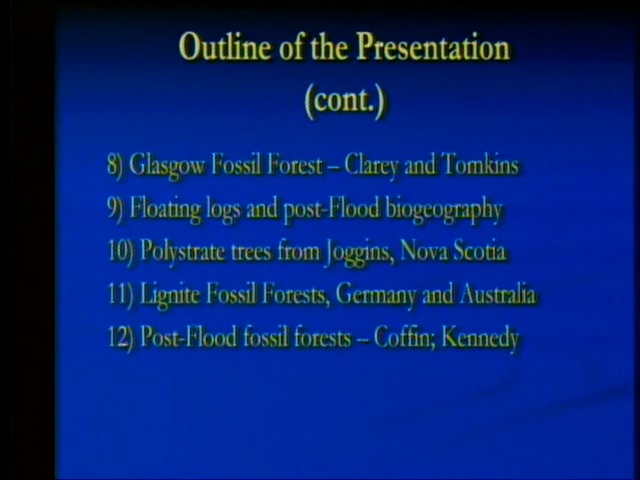 Outline of the Presentation
(cont.)
8) Glasgow Fossil Forest – Clarey and Tomkins
9) Floating logs and post-Flood biogeography
10) Polystrate trees from Joggins, Nova Scotia
11) Lignite Fossil Forests, Germany and Australia
12) Post-Flood fossil forests – Coffin; Kennedy